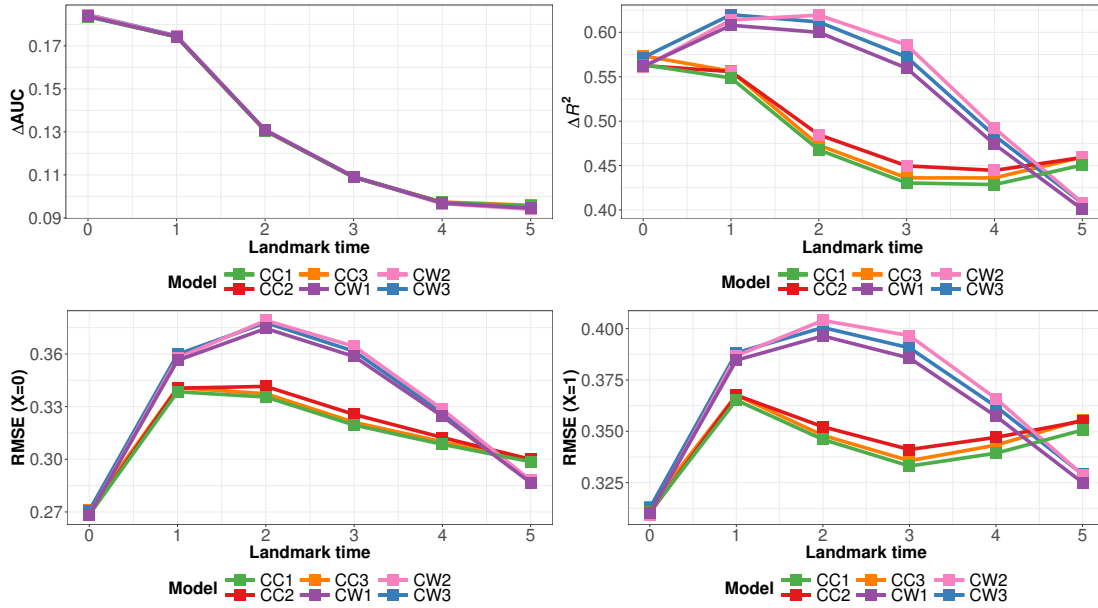 0.17
0.15
0.13
0.11
0.09
ΔAUC
0 1 2 3 4 5
Landmark time
Model CC1 CC3 CW2
CC2 CW1 CW3
0.60
0.55
0.50
0.45
0.40
ΔR²
0 1 2 3 4 5
Landmark time
Model CC1 CC3 CW2
CC2 CW1 CW3
0.36
0.33
0.30
0.27
RMSE (X=0)
0 1 2 3 4 5
Landmark time
Model CC1 CC3 CW2
CC2 CW1 CW3
0.400
0.375
0.350
0.325
RMSE (X=1)
0 1 2 3 4 5
Landmark time
Model CC1 CC3 CW2
CC2 CW1 CW3